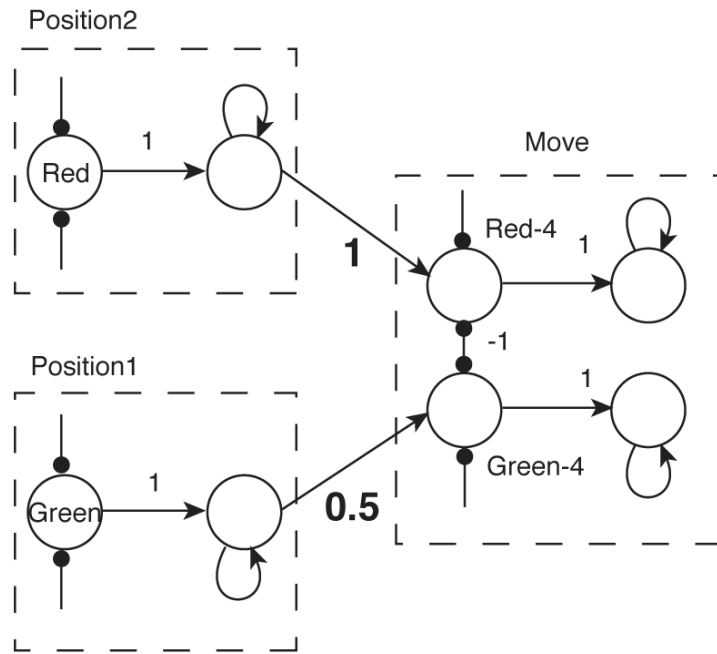 Position2
Red
1
1
Move
Red-4
1
-1
1
Green-4
Position1
Green
1
0.5